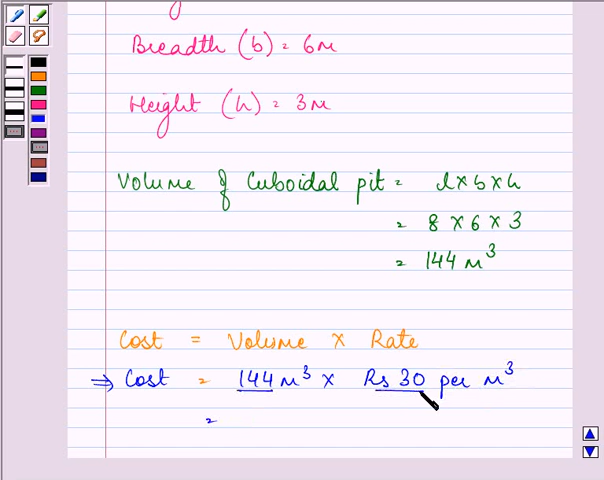 Breadth (b) = 6m
Height (h) = 3m
Volume of Cuboidal pit = l×b×h
= 8×6×3
= 144 m³
Cost = Volume × Rate
⇒ Cost = 144 m³ × Rs 30 per m³
=